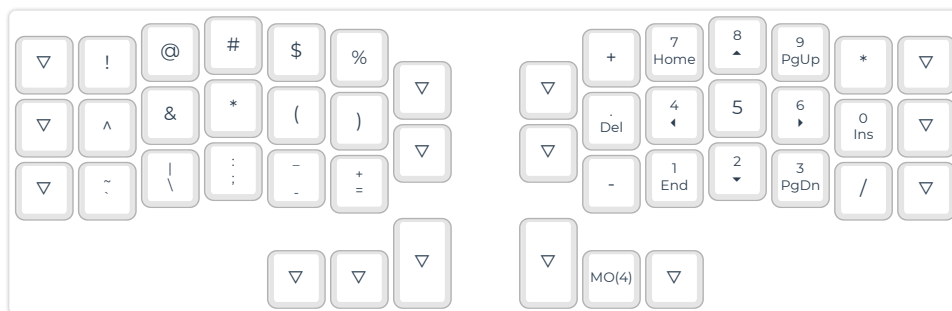 ▽ ! @ # $ % ▽ ▽ + 7 Home 8 ▲ 9 PgUp * ▽
▽ ^ & * ( ) ▽ ▽ . Del 4 ◀ 5 6 ▶ 0 Ins ▽
▽ ~ ` | \ : ; _ - + = - 1 End 2 ▼ 3 PgDn / ▽
▽ ▽ ▽ ▽ MO(4) ▽